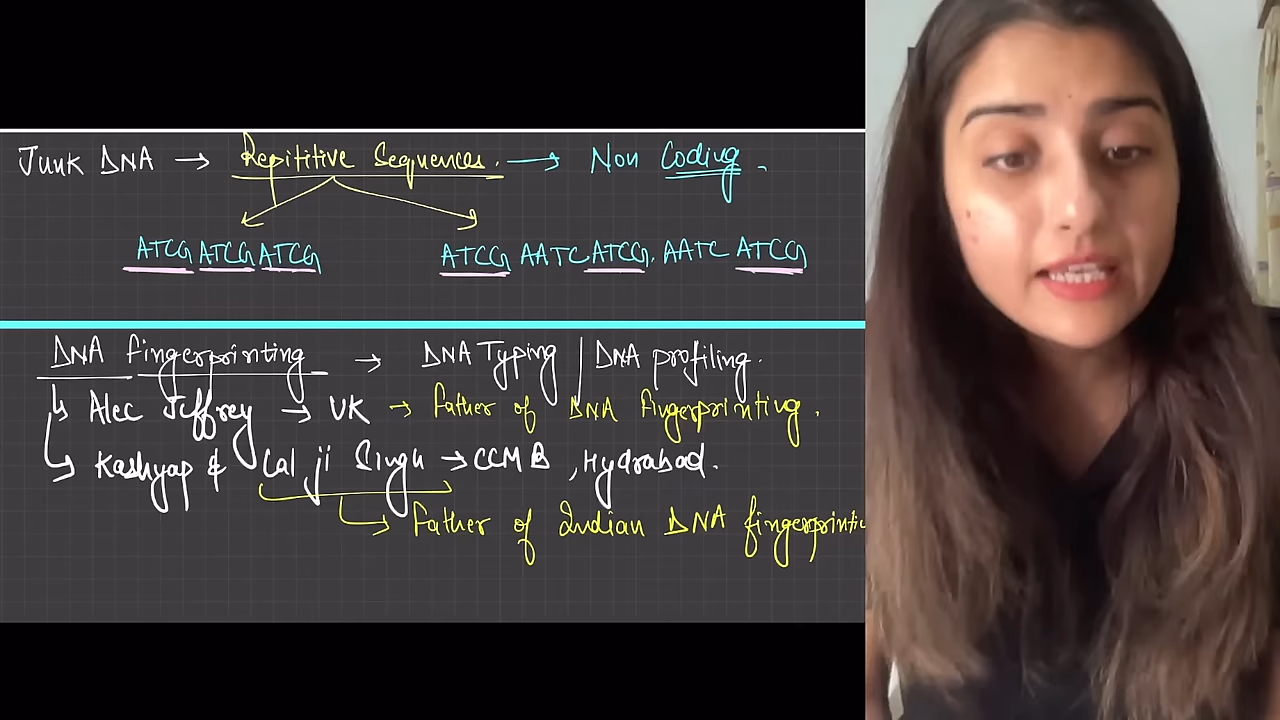 Junk DNA → Repititive Sequences. → Non Coding.
ATCG ATCG ATCG ATCG AATC ATCG. AATC ATCG
DNA fingerprinting → DNA Typing | DNA profiling.
↳ Alec Jeffrey → UK → Father of DNA Fingerprinting.
↳ Kashyap & Lal ji Singh → CCMB, Hydrabad.
↳ Father of Indian DNA fingerprintin